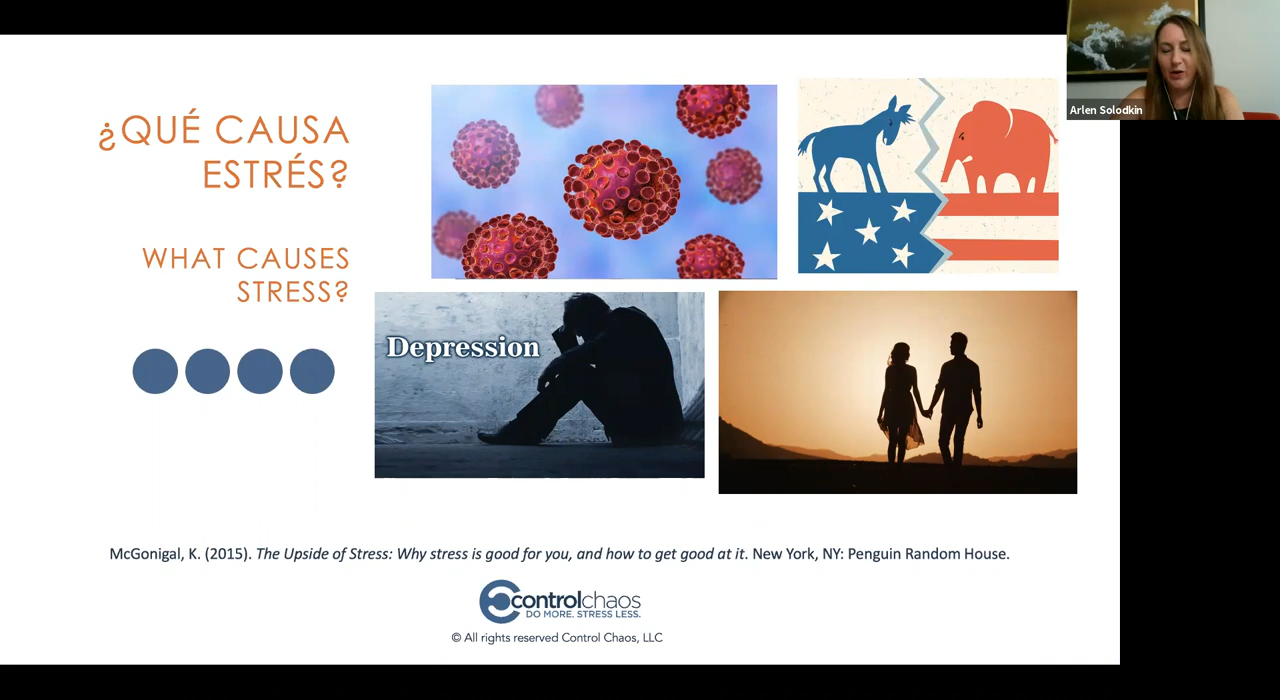 ¿QUÉ CAUSA
ESTRÉS?
WHAT CAUSES
STRESS?
Arlen Solodkin
Depression
McGonigal, K. (2015). The Upside of Stress: Why stress is good for you, and how to get good at it. New York, NY: Penguin Random House.
controlchaos
DO MORE. STRESS LESS.
© All rights reserved Control Chaos, LLC